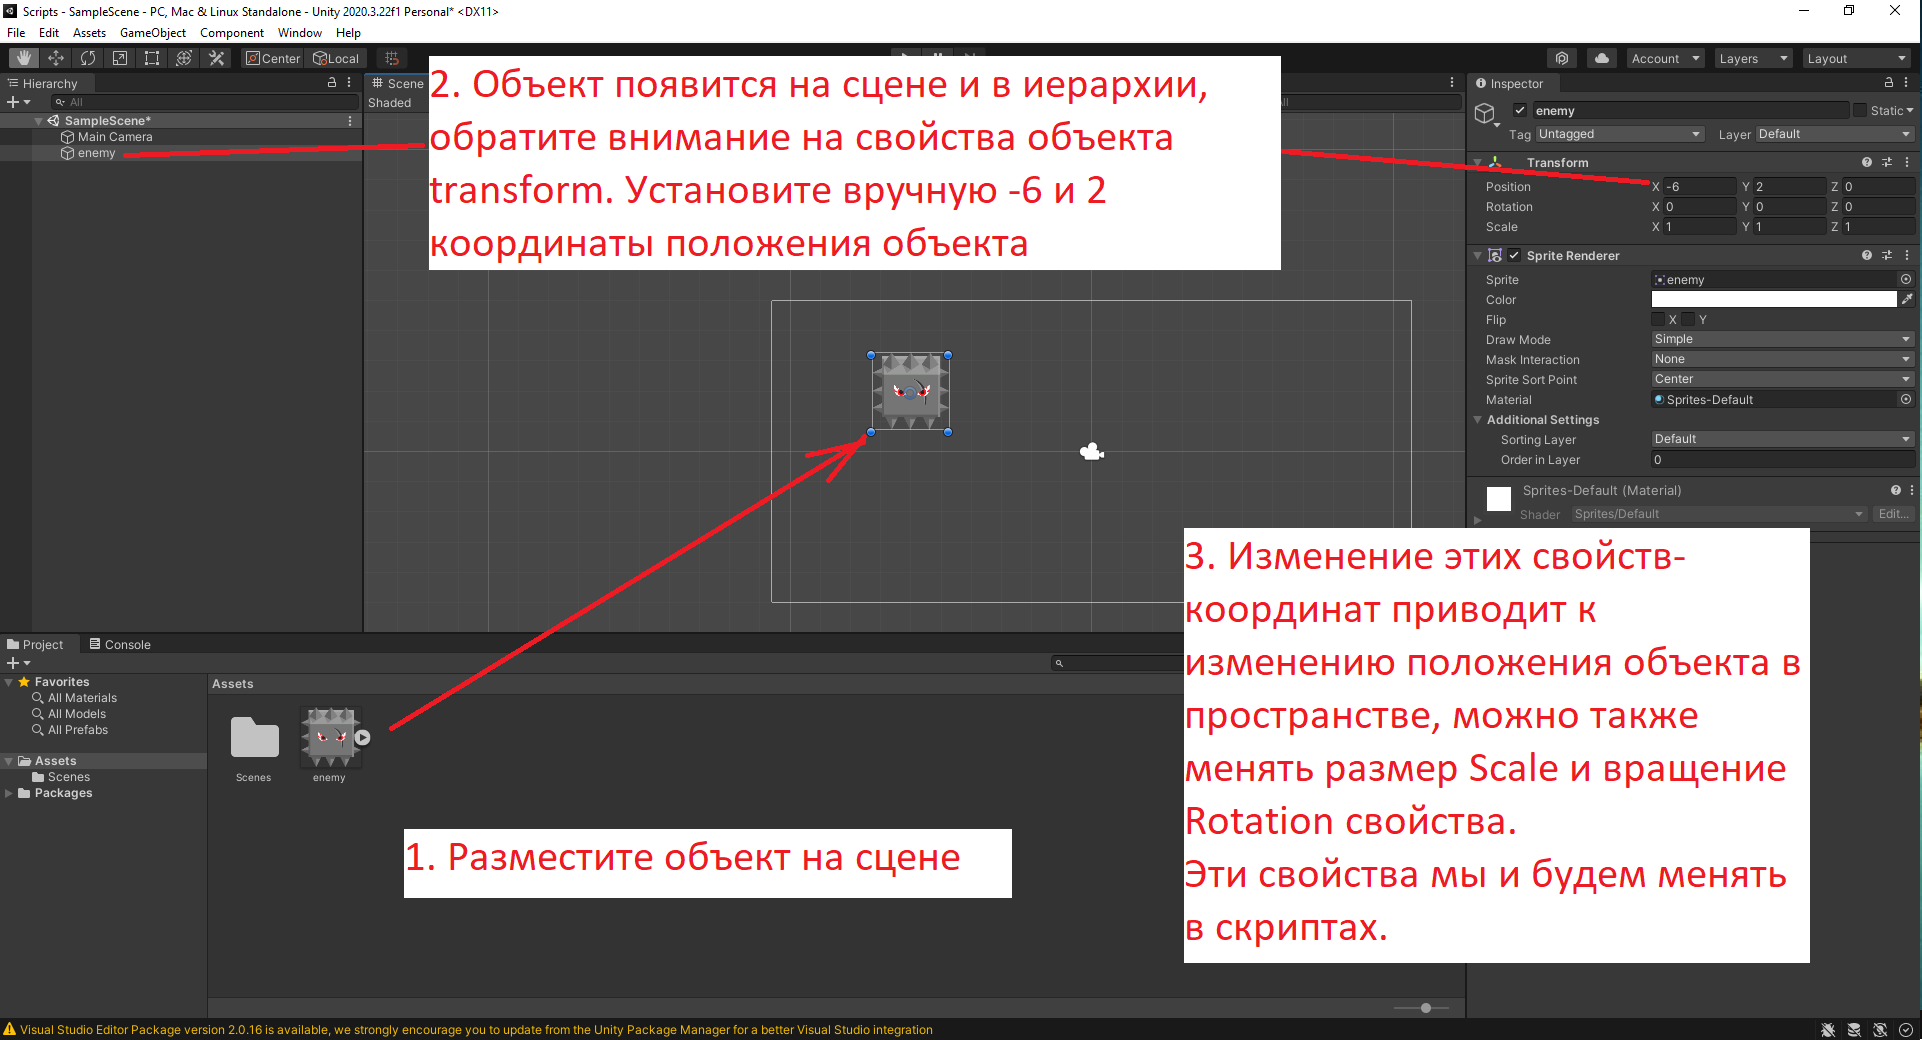 Scripts - SampleScene - PC, Mac & Linux Standalone - Unity 2020.3.22f1 Personal* <DX11>
File Edit Assets GameObject Component Window Help
Center Local Account Layers Layout
Hierarchy
All
SampleScene*
Main Camera
enemy
Scene
Shaded
2. Объект появится на сцене и в иерархии,
обратите внимание на свойства объекта
transform. Установите вручную -6 и 2
координаты положения объекта
Inspector
enemy Static
Tag Untagged Layer Default
Transform
Position X -6 Y 2 Z 0
Rotation X 0 Y 0 Z 0
Scale X 1 Y 1 Z 1
Sprite Renderer
Sprite enemy
Color
Flip X Y
Draw Mode Simple
Mask Interaction None
Sprite Sort Point Center
Material Sprites-Default
Additional Settings
Sorting Layer Default
Order in Layer 0
Sprites-Default (Material)
Shader Sprites/Default Edit...
3. Изменение этих свойств-
координат приводит к
изменению положения объекта в
пространстве, можно также
менять размер Scale и вращение
Rotation свойства.
Эти свойства мы и будем менять
в скриптах.
Project Console
Favorites
All Materials
All Models
All Prefabs
Assets
Scenes
Packages
Assets
Scenes
enemy
1. Разместите объект на сцене
Visual Studio Editor Package version 2.0.16 is available, we strongly encourage you to update from the Unity Package Manager for a better Visual Studio integration